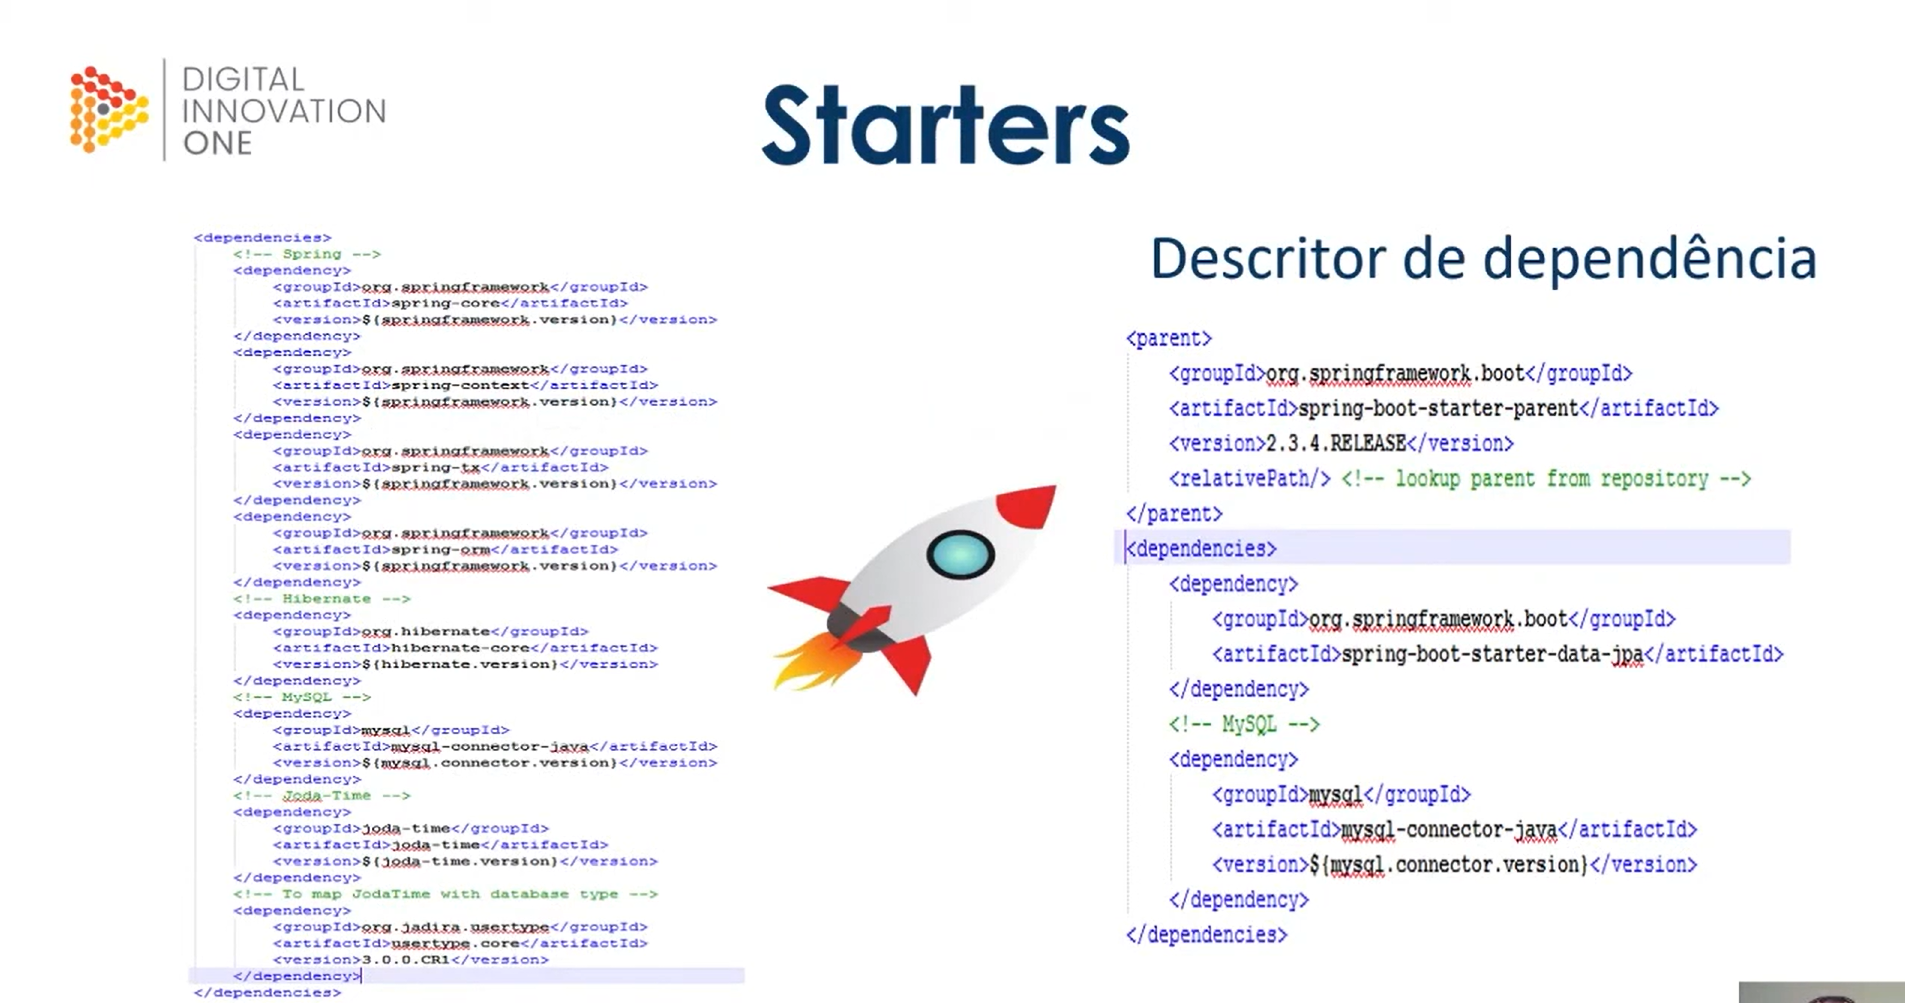 DIGITAL
INNOVATION
ONE
Starters
<dependencies>
<!-- Spring -->
<dependency>
<groupId>org.springframework</groupId>
<artifactId>spring-core</artifactId>
<version>${springframework.version}</version>
</dependency>
<dependency>
<groupId>org.springframework</groupId>
<artifactId>spring-context</artifactId>
<version>${springframework.version}</version>
</dependency>
<dependency>
<groupId>org.springframework</groupId>
<artifactId>spring-tx</artifactId>
<version>${springframework.version}</version>
</dependency>
<dependency>
<groupId>org.springframework</groupId>
<artifactId>spring-orm</artifactId>
<version>${springframework.version}</version>
</dependency>
<!-- Hibernate -->
<dependency>
<groupId>org.hibernate</groupId>
<artifactId>hibernate-core</artifactId>
<version>${hibernate.version}</version>
</dependency>
<!-- MySQL -->
<dependency>
<groupId>mysql</groupId>
<artifactId>mysql-connector-java</artifactId>
<version>${mysql.connector.version}</version>
</dependency>
<!-- Joda-Time -->
<dependency>
<groupId>joda-time</groupId>
<artifactId>joda-time</artifactId>
<version>${joda-time.version}</version>
</dependency>
<!-- To map JodaTime with database type -->
<dependency>
<groupId>org.jadira.usertype</groupId>
<artifactId>usertype.core</artifactId>
<version>3.0.0.CR1</version>
</dependency>
</dependencies>
Descritor de dependência
<parent>
<groupId>org.springframework.boot</groupId>
<artifactId>spring-boot-starter-parent</artifactId>
<version>2.3.4.RELEASE</version>
<relativePath/> <!-- lookup parent from repository -->
</parent>
<dependencies>
<dependency>
<groupId>org.springframework.boot</groupId>
<artifactId>spring-boot-starter-data-jpa</artifactId>
</dependency>
<!-- MySQL -->
<dependency>
<groupId>mysql</groupId>
<artifactId>mysql-connector-java</artifactId>
<version>${mysql.connector.version}</version>
</dependency>
</dependencies>